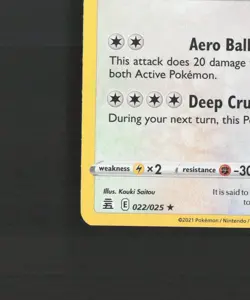 Aero Ball
This attack does 20 damage
both Active Pokémon.
Deep Cru
During your next turn, this P
weakness ×2 resistance -30
Illus. Kouki Saitou
It is said to
E 022/025 ★
to
©2021 Pokémon / Nintendo /